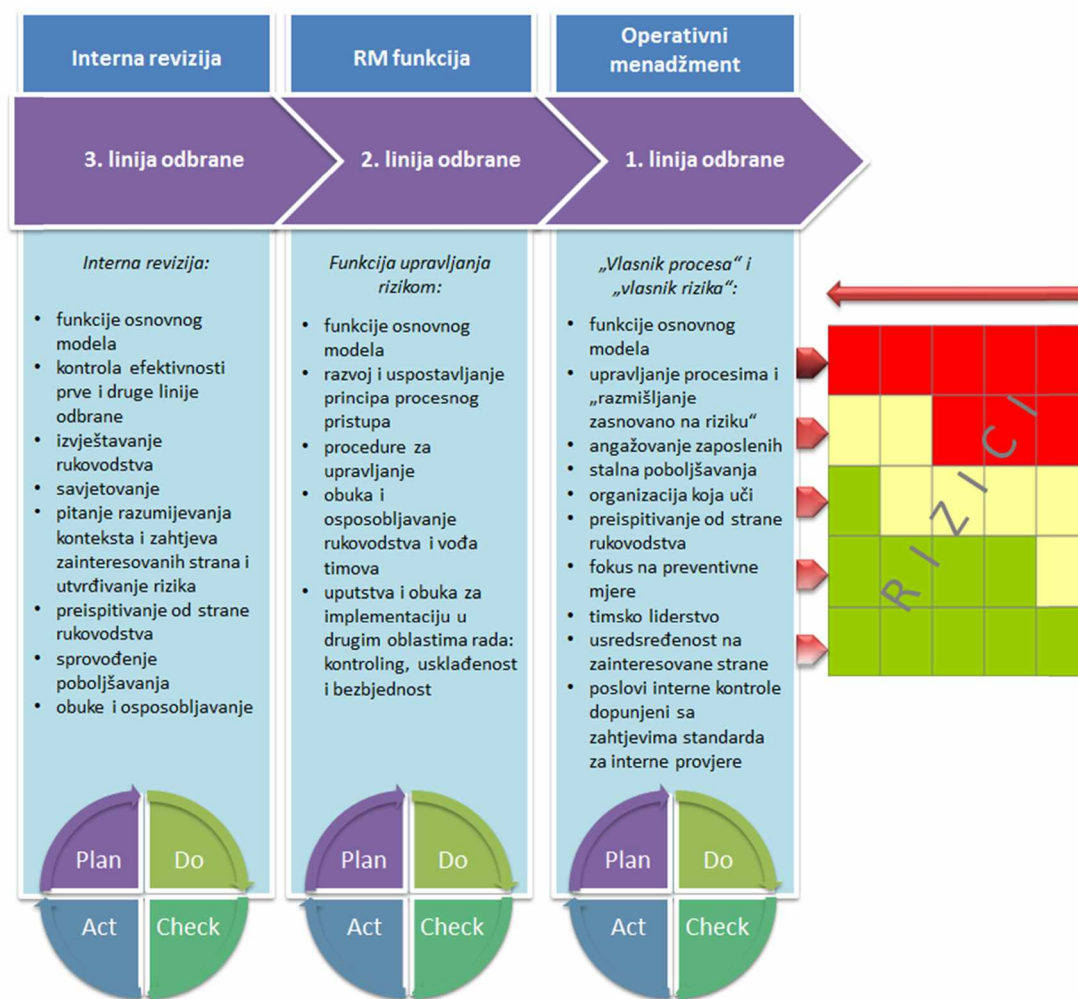 Interna revizija
RM funkcija
Operativni
menadžment
3. linija odbrane
2. linija odbrane
1. linija odbrane
Interna revizija:
• funkcije osnovnog
modela
• kontrola efektivnosti
prve i druge linije
odbrane
• izvještavanje
rukovodstva
• savjetovanje
• pitanje razumijevanja
konteksta i zahtjeva
zainteresovanih strana i
utvrđivanje rizika
• preispitivanje od strane
rukovodstva
• sprovođenje
poboljšavanja
• obuke i osposobljavanje
Funkcija upravljanja
rizikom:
• funkcije osnovnog
modela
• razvoj i uspostavljanje
principa procesnog
pristupa
• procedure za
upravljanje
• obuka i
osposobljavanje
rukovodstva i vođa
timova
• uputstva i obuka za
implementaciju u
drugim oblastima rada:
kontroling, usklađenost
i bezbjednost
„Vlasnik procesa“ i
„vlasnik rizika“:
• funkcije osnovnog
modela
• upravljanje procesima i
„razmišljanje
zasnovano na riziku“
• angažovanje zaposlenih
• stalna poboljšavanja
• organizacija koja uči
• preispitivanje od strane
rukovodstva
• fokus na preventivne
mjere
• timsko liderstvo
• usredsređenost na
zainteresovane strane
• poslovi interne kontrole
dopunjeni sa
zahtjevima standarda
za interne provjere
R I Z I C I
Plan Do
Act Check
Plan Do
Act Check
Plan Do
Act Check